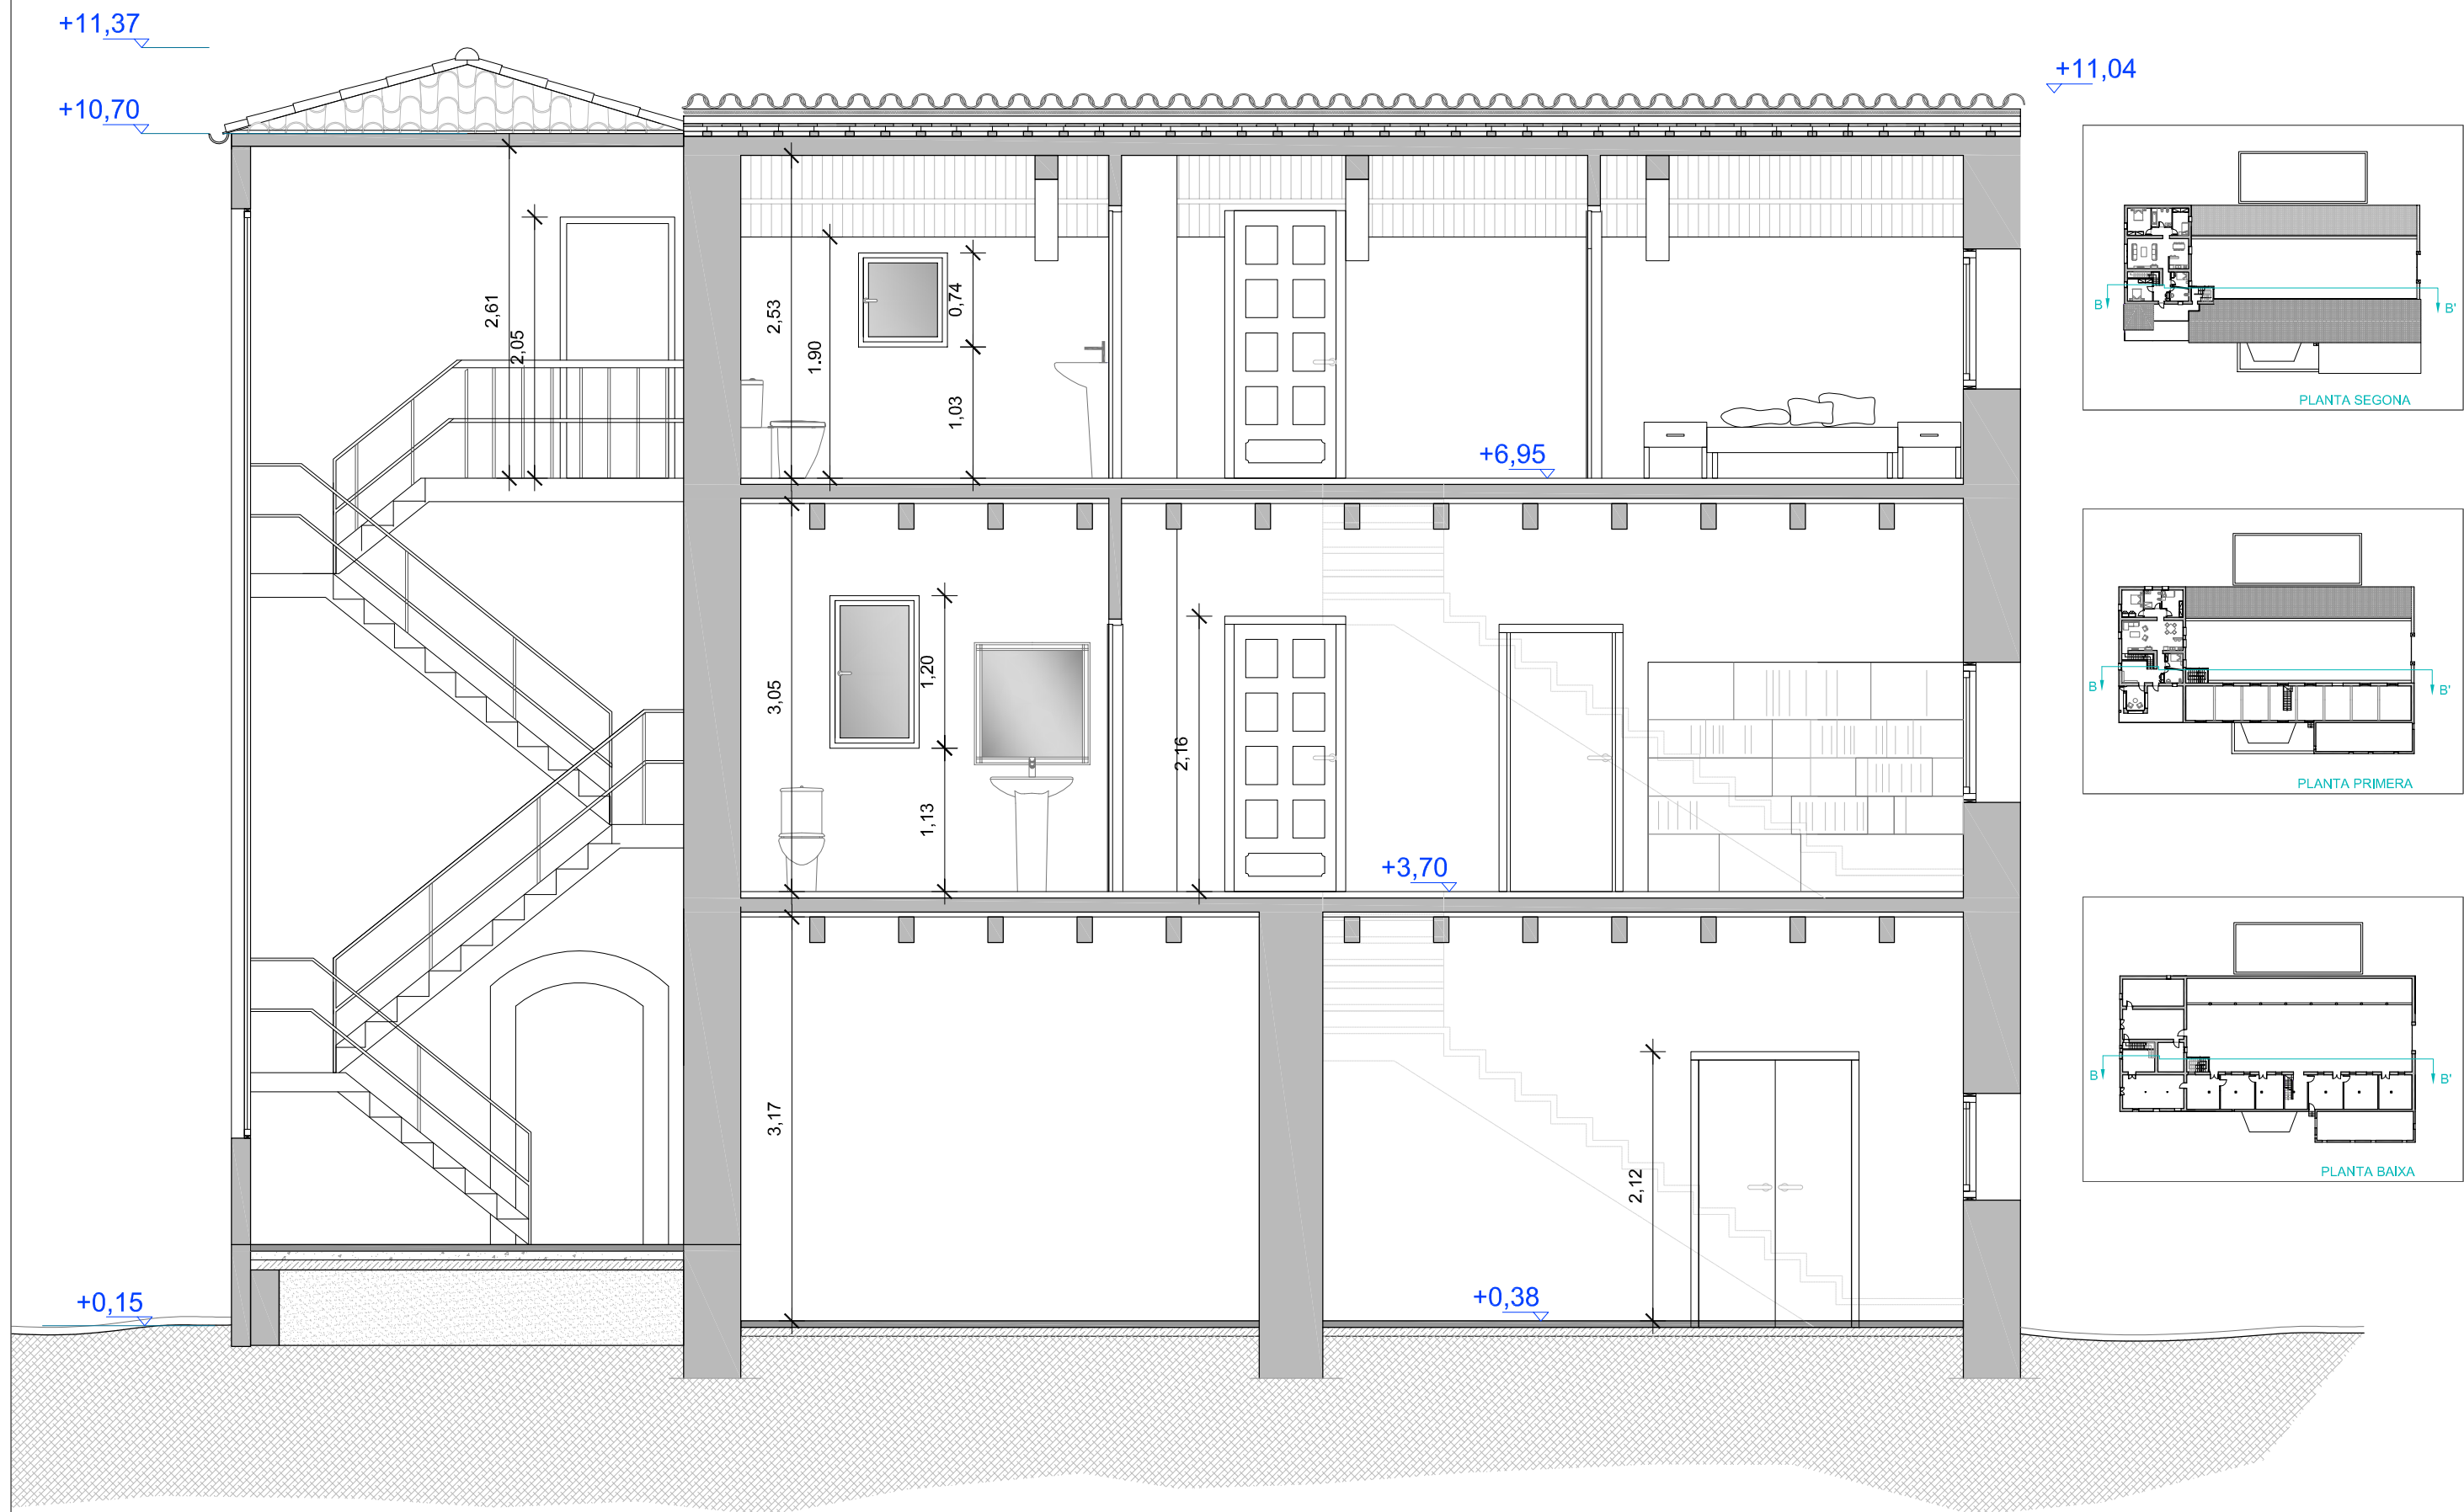 +11,37
+11,04
+10,70
2,61
2,05
2,53
1.90
0,74
1,03
+6,95
B
B'
PLANTA SEGONA
3,05
1,20
1,13
2,16
+3,70
B
B'
PLANTA PRIMERA
3,17
2,12
+0,38
+0,15
B
B'
PLANTA BAIXA